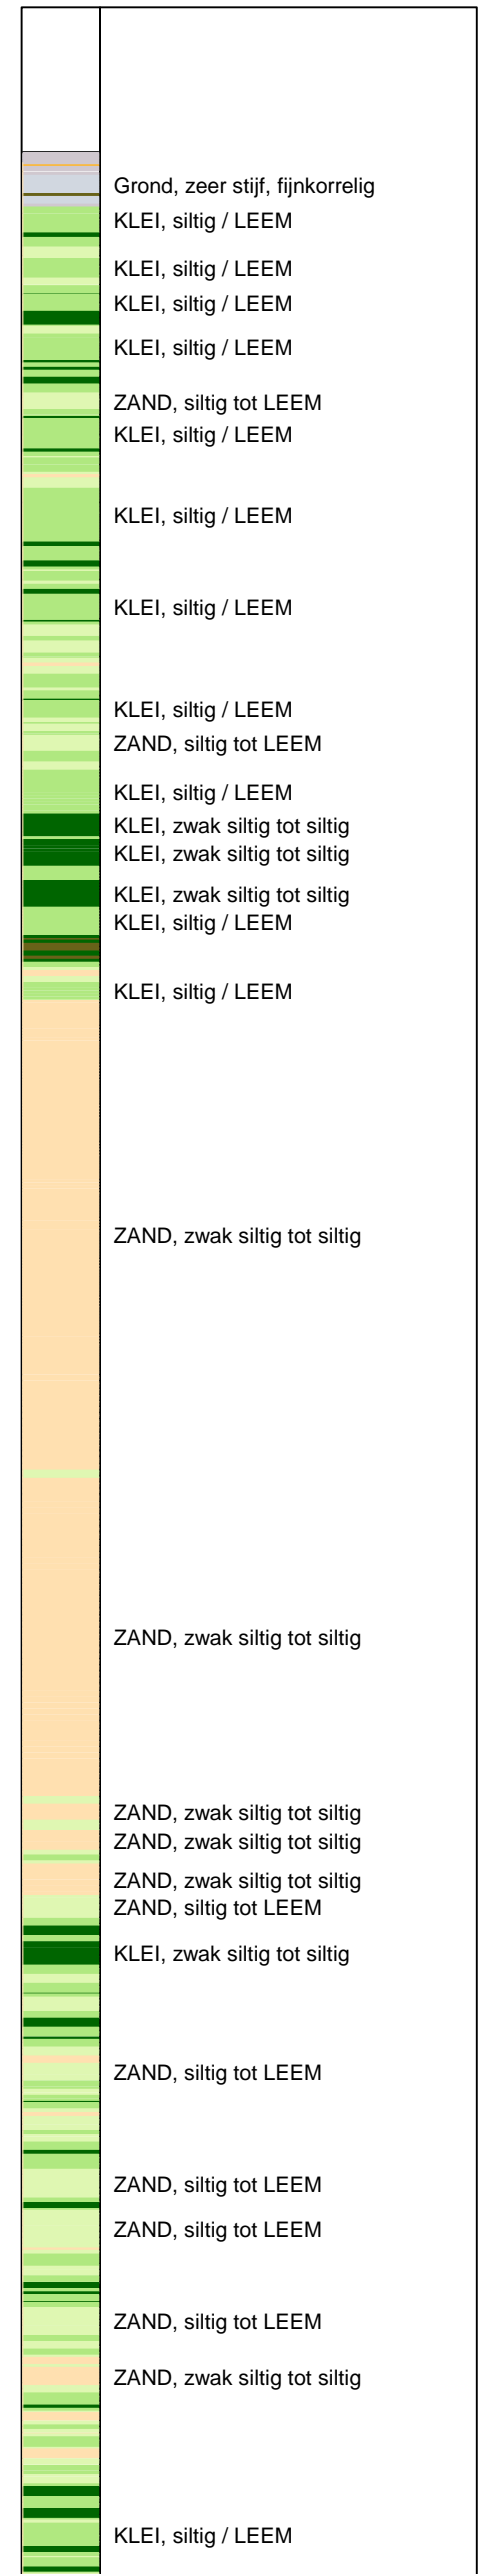 Grond, zeer stijf, fijnkorrelig
KLEI, siltig / LEEM
KLEI, siltig / LEEM
KLEI, siltig / LEEM
KLEI, siltig / LEEM
ZAND, siltig tot LEEM
KLEI, siltig / LEEM
KLEI, siltig / LEEM
KLEI, siltig / LEEM
KLEI, siltig / LEEM
ZAND, siltig tot LEEM
KLEI, siltig / LEEM
KLEI, zwak siltig tot siltig
KLEI, zwak siltig tot siltig
KLEI, zwak siltig tot siltig
KLEI, siltig / LEEM
KLEI, siltig / LEEM
ZAND, zwak siltig tot siltig
ZAND, zwak siltig tot siltig
ZAND, zwak siltig tot siltig
ZAND, zwak siltig tot siltig
ZAND, zwak siltig tot siltig
ZAND, siltig tot LEEM
KLEI, zwak siltig tot siltig
ZAND, siltig tot LEEM
ZAND, siltig tot LEEM
ZAND, siltig tot LEEM
ZAND, siltig tot LEEM
ZAND, zwak siltig tot siltig
KLEI, siltig / LEEM